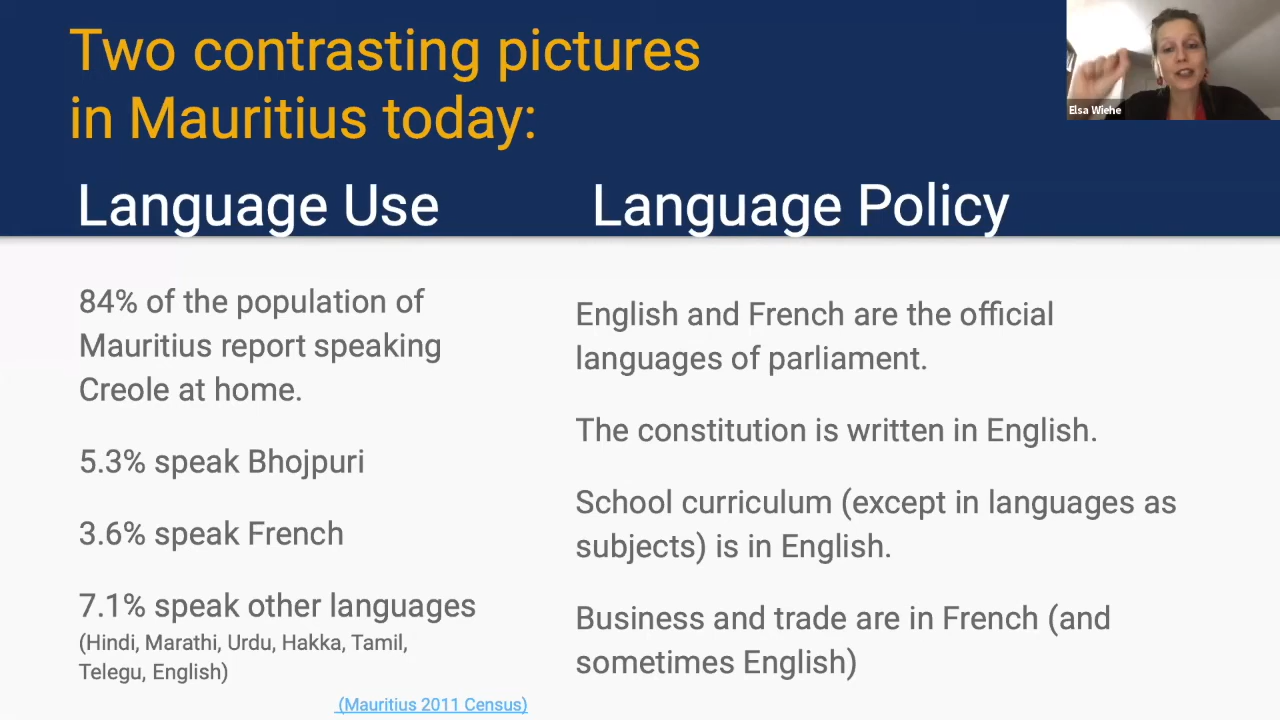 Two contrasting pictures
in Mauritius today:
Elsa Wiehe
Language Use
Language Policy
84% of the population of
Mauritius report speaking
Creole at home.
5.3% speak Bhojpuri
3.6% speak French
7.1% speak other languages
(Hindi, Marathi, Urdu, Hakka, Tamil,
Telegu, English)
(Mauritius 2011 Census)
English and French are the official
languages of parliament.
The constitution is written in English.
School curriculum (except in languages as
subjects) is in English.
Business and trade are in French (and
sometimes English)